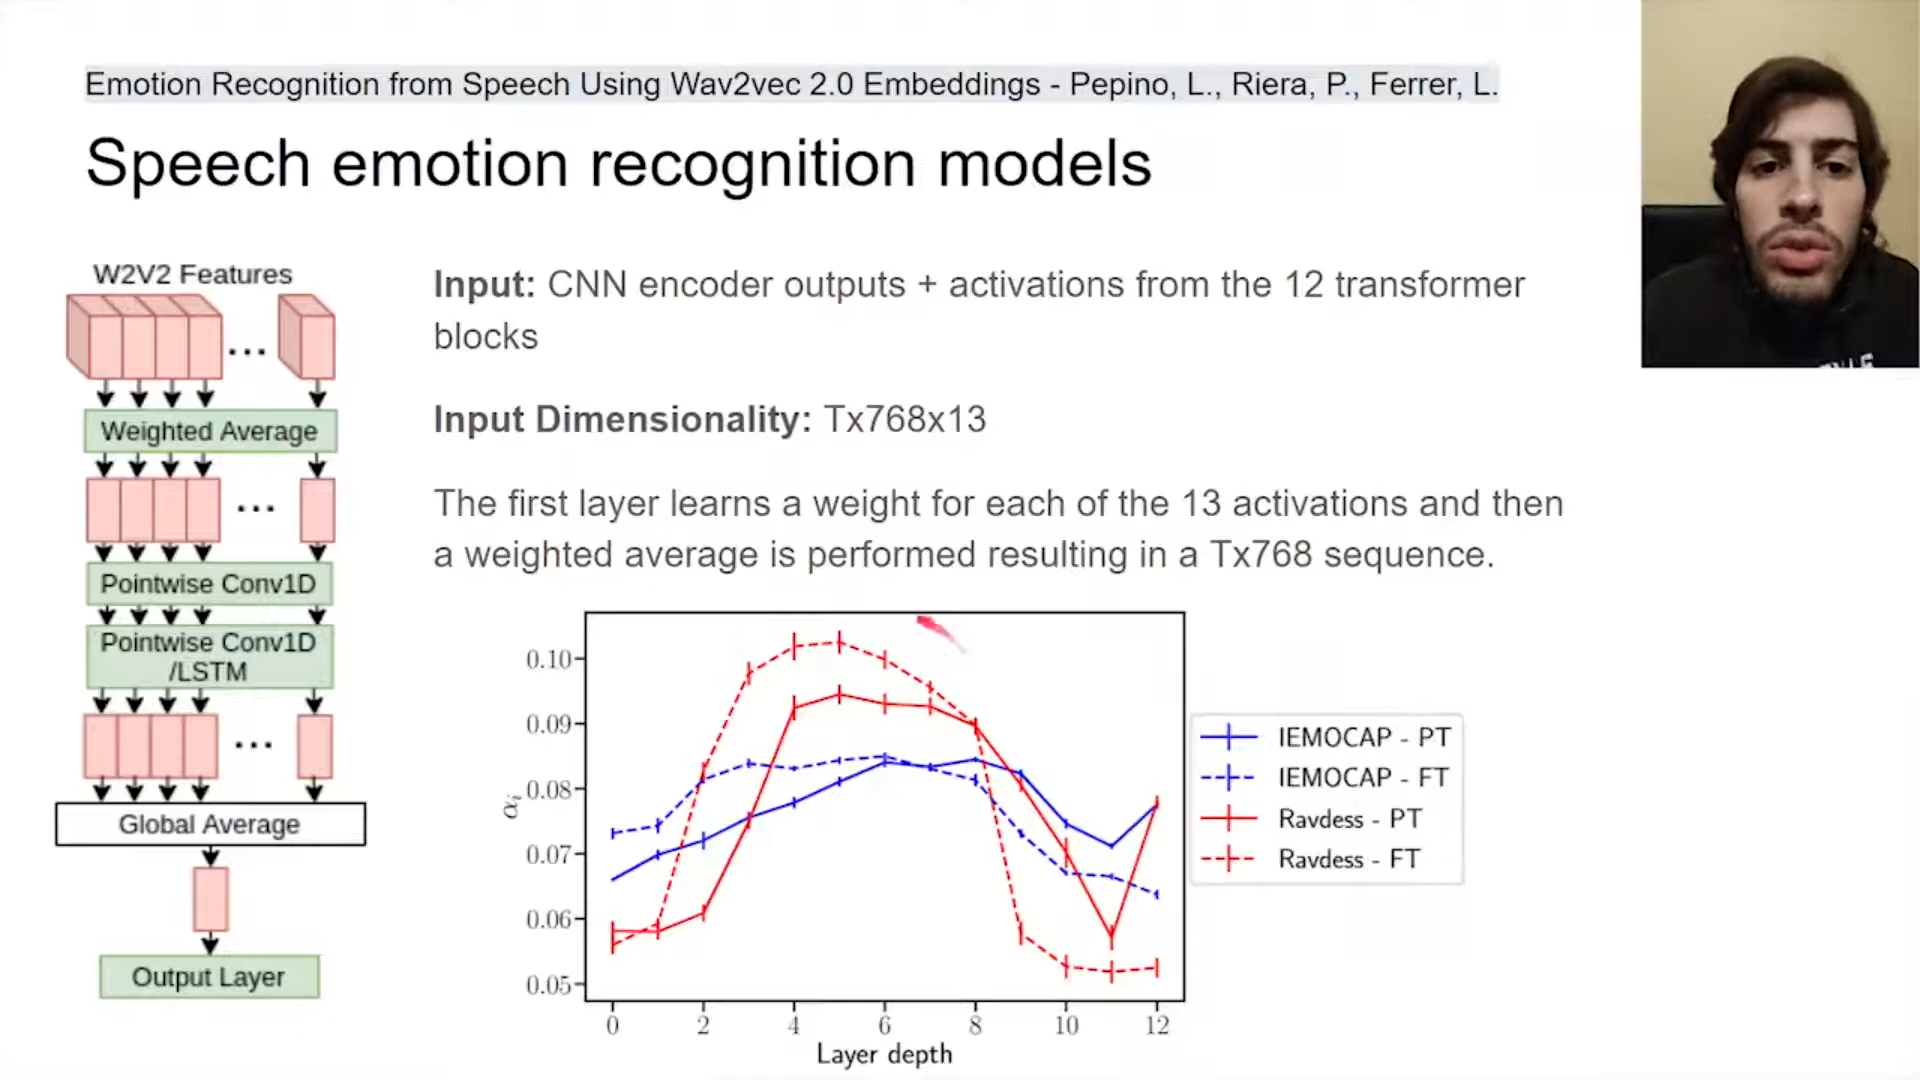 Emotion Recognition from Speech Using Wav2vec 2.0 Embeddings - Pepino, L., Riera, P., Ferrer, L.
Speech emotion recognition models
W2V2 Features
...
Weighted Average
...
Pointwise Conv1D
Pointwise Conv1D
/LSTM
...
Global Average
Output Layer
Input: CNN encoder outputs + activations from the 12 transformer
blocks
Input Dimensionality: Tx768x13
The first layer learns a weight for each of the 13 activations and then
a weighted average is performed resulting in a Tx768 sequence.
0.10
0.09
0.08
0.07
0.06
0.05
αi
0 2 4 6 8 10 12
Layer depth
IEMOCAP - PT
IEMOCAP - FT
Ravdess - PT
Ravdess - FT